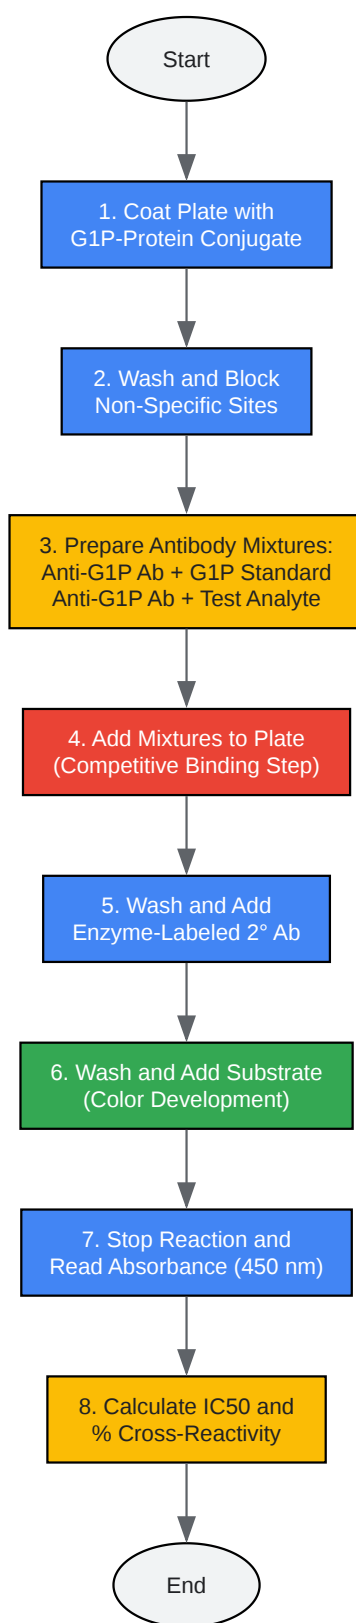 Start
1. Coat Plate with
G1P-Protein Conjugate
2. Wash and Block
Non-Specific Sites
3. Prepare Antibody Mixtures:
Anti-G1P Ab + G1P Standard
Anti-G1P Ab + Test Analyte
4. Add Mixtures to Plate
(Competitive Binding Step)
5. Wash and Add
Enzyme-Labeled 2° Ab
6. Wash and Add Substrate
(Color Development)
7. Stop Reaction and
Read Absorbance (450 nm)
8. Calculate IC50 and
% Cross-Reactivity
End